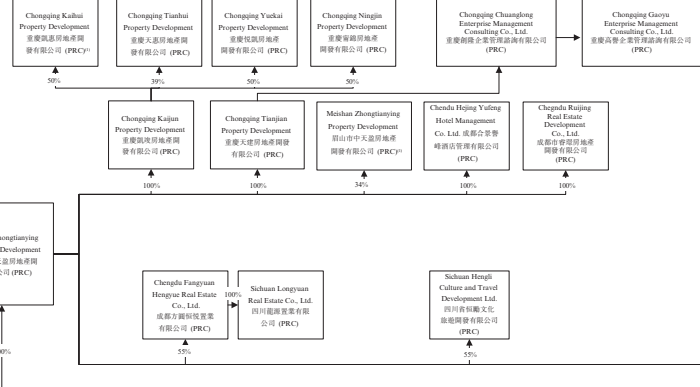 Chongqing Kaihui
Property Development
重慶凱惠房地產開
發有限公司 (PRC)⁽¹⁾
Chongqing Tianhui
Property Development
重慶天惠房地產開
發有限公司 (PRC)
Chongqing Yuekai
Property Development
重慶悅凱房地產
開發有限公司 (PRC)
Chongqing Ningjin
Property Development
重慶甯錦房地產
開發有限公司 (PRC)
Chongqing Chuanglong
Enterprise Management
Consulting Co., Ltd.
重慶創隆企業管理諮詢有限公司
(PRC)
Chongqing Gaoyu
Enterprise Management
Consulting Co., Ltd.
重慶高譽企業管理諮詢有限公司
(PRC)
50%
39%
50%
50%
Chongqing Kaijun
Property Development
重慶凱竣房地產開
發有限公司 (PRC)
Chongqing Tianjian
Property Development
重慶天建房地產開發
有限公司 (PRC)
Meishan Zhongtianying
Property Development
眉山市中天盈房地產
開發有限公司 (PRC)
Chendu Hejing Yufeng
Hotel Management
Co. Ltd. 成都合景譽
峰酒店管理有限公司
(PRC)
Chegndu Ruijing
Real Estate
Development
Co., Ltd.
成都市睿璟房地產
開發有限公司
(PRC)
100%
100%
34%
100%
100%
ongtianying
Development
天盈房地產開
公司 (PRC)
Chengdu Fangyuan
Hengyue Real Estate
Co., Ltd.
成都方圓恒悅置業
有限公司 (PRC)
100%
Sichuan Longyuan
Real Estate Co., Ltd.
四川龍源置業有限
公司 (PRC)
Sichuan Hengli
Culture and Travel
Development Ltd.
四川省恒勵文化
旅遊開發有限公司
(PRC)
0%
55%
55%